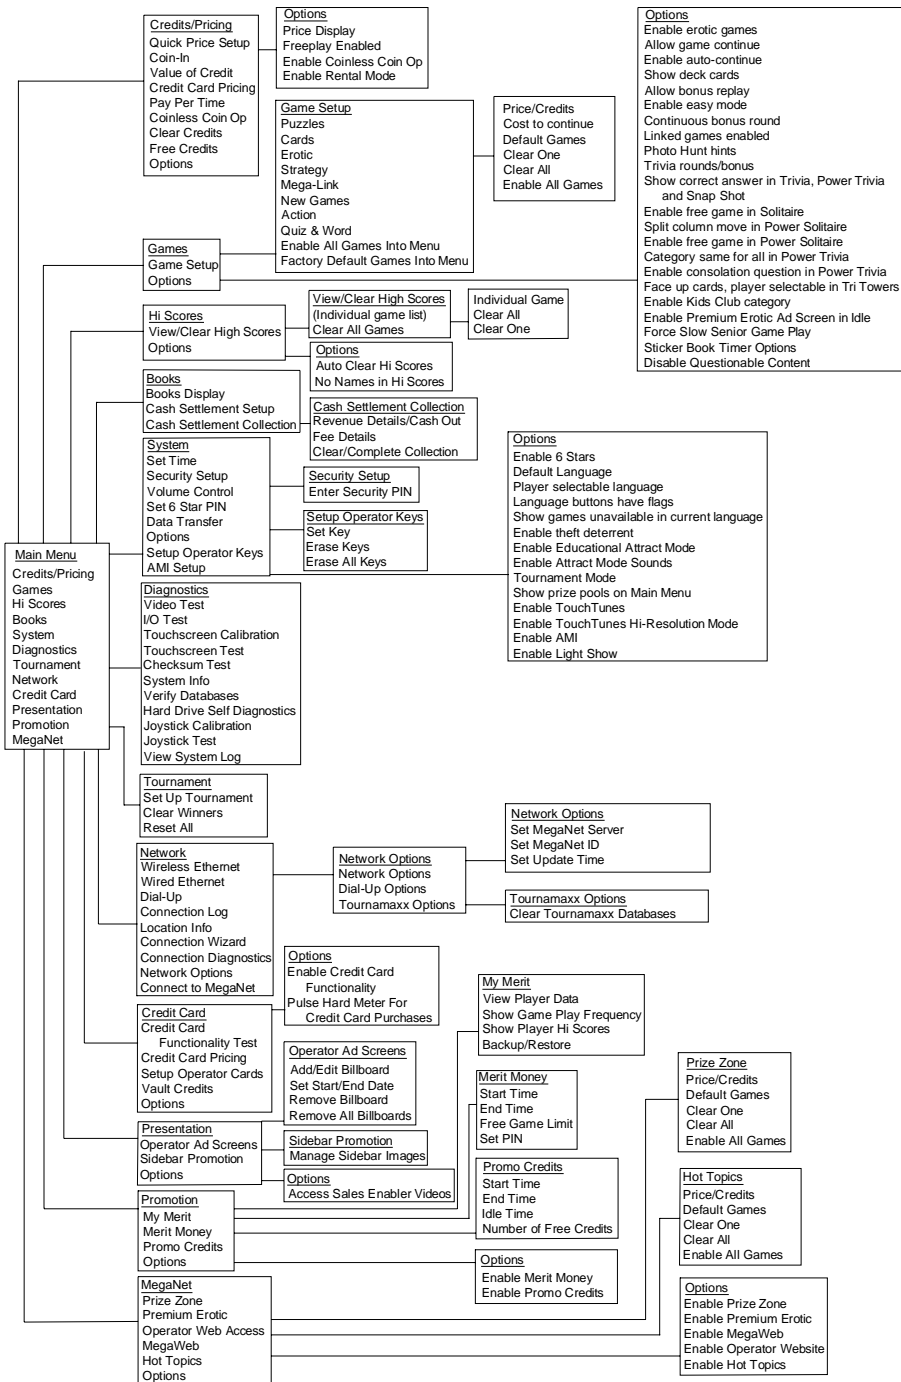 Credits/Pricing
Quick Price Setup
Coin-In
Value of Credit
Credit Card Pricing
Pay Per Time
Coinless Coin Op
Clear Credits
Free Credits
Options
Options
Price Display
Freeplay Enabled
Enable Coinless Coin Op
Enable Rental Mode
Game Setup
Puzzles
Cards
Erotic
Strategy
Mega-Link
New Games
Action
Quiz & Word
Enable All Games Into Menu
Factory Default Games Into Menu
Price/Credits
Cost to continue
Default Games
Clear One
Clear All
Enable All Games
Options
Enable erotic games
Allow game continue
Enable auto-continue
Show deck cards
Allow bonus replay
Enable easy mode
Continuous bonus round
Linked games enabled
Photo Hunt hints
Trivia rounds/bonus
Show correct answer in Trivia, Power Trivia
and Snap Shot
Enable free game in Solitaire
Split column move in Power Solitaire
Enable free game in Power Solitaire
Category same for all in Power Trivia
Enable consolation question in Power Trivia
Face up cards, player selectable in Tri Towers
Enable Kids Club category
Enable Premium Erotic Ad Screen in Idle
Force Slow Senior Game Play
Sticker Book Timer Options
Disable Questionable Content
Games
Game Setup
Options
Hi Scores
View/Clear High Scores
Options
View/Clear High Scores
(Individual game list)
Clear All Games
Individual Game
Clear All
Clear One
Options
Auto Clear Hi Scores
No Names in Hi Scores
Books
Books Display
Cash Settlement Setup
Cash Settlement Collection
Cash Settlement Collection
Revenue Details/Cash Out
Fee Details
Clear/Complete Collection
System
Set Time
Security Setup
Volume Control
Set 6 Star PIN
Data Transfer
Options
Setup Operator Keys
AMI Setup
Security Setup
Enter Security PIN
Setup Operator Keys
Set Key
Erase Keys
Erase All Keys
Options
Enable 6 Stars
Default Language
Player selectable language
Language buttons have flags
Show games unavailable in current language
Enable theft deterrent
Enable Educational Attract Mode
Enable Attract Mode Sounds
Tournament Mode
Show prize pools on Main Menu
Enable TouchTunes
Enable TouchTunes Hi-Resolution Mode
Enable AMI
Enable Light Show
Main Menu
Credits/Pricing
Games
Hi Scores
Books
System
Diagnostics
Tournament
Network
Credit Card
Presentation
Promotion
MegaNet
Diagnostics
Video Test
I/O Test
Touchscreen Calibration
Touchscreen Test
Checksum Test
System Info
Verify Databases
Hard Drive Self Diagnostics
Joystick Calibration
Joystick Test
View System Log
Tournament
Set Up Tournament
Clear Winners
Reset All
Network
Wireless Ethernet
Wired Ethernet
Dial-Up
Connection Log
Location Info
Connection Wizard
Connection Diagnostics
Network Options
Connect to MegaNet
Network Options
Network Options
Dial-Up Options
Tournamaxx Options
Network Options
Set MegaNet Server
Set MegaNet ID
Set Update Time
Tournamaxx Options
Clear Tournamaxx Databases
Credit Card
Credit Card
Functionality Test
Credit Card Pricing
Setup Operator Cards
Vault Credits
Options
Options
Enable Credit Card
Functionality
Pulse Hard Meter For
Credit Card Purchases
Presentation
Operator Ad Screens
Sidebar Promotion
Options
Operator Ad Screens
Add/Edit Billboard
Set Start/End Date
Remove Billboard
Remove All Billboards
Sidebar Promotion
Manage Sidebar Images
Options
Access Sales Enabler Videos
Promotion
My Merit
Merit Money
Promo Credits
Options
My Merit
View Player Data
Show Game Play Frequency
Show Player Hi Scores
Backup/Restore
Merit Money
Start Time
End Time
Free Game Limit
Set PIN
Promo Credits
Start Time
End Time
Idle Time
Number of Free Credits
Options
Enable Merit Money
Enable Promo Credits
MegaNet
Prize Zone
Premium Erotic
Operator Web Access
MegaWeb
Hot Topics
Options
Prize Zone
Price/Credits
Default Games
Clear One
Clear All
Enable All Games
Hot Topics
Price/Credits
Default Games
Clear One
Clear All
Enable All Games
Options
Enable Prize Zone
Enable Premium Erotic
Enable MegaWeb
Enable Operator Website
Enable Hot Topics